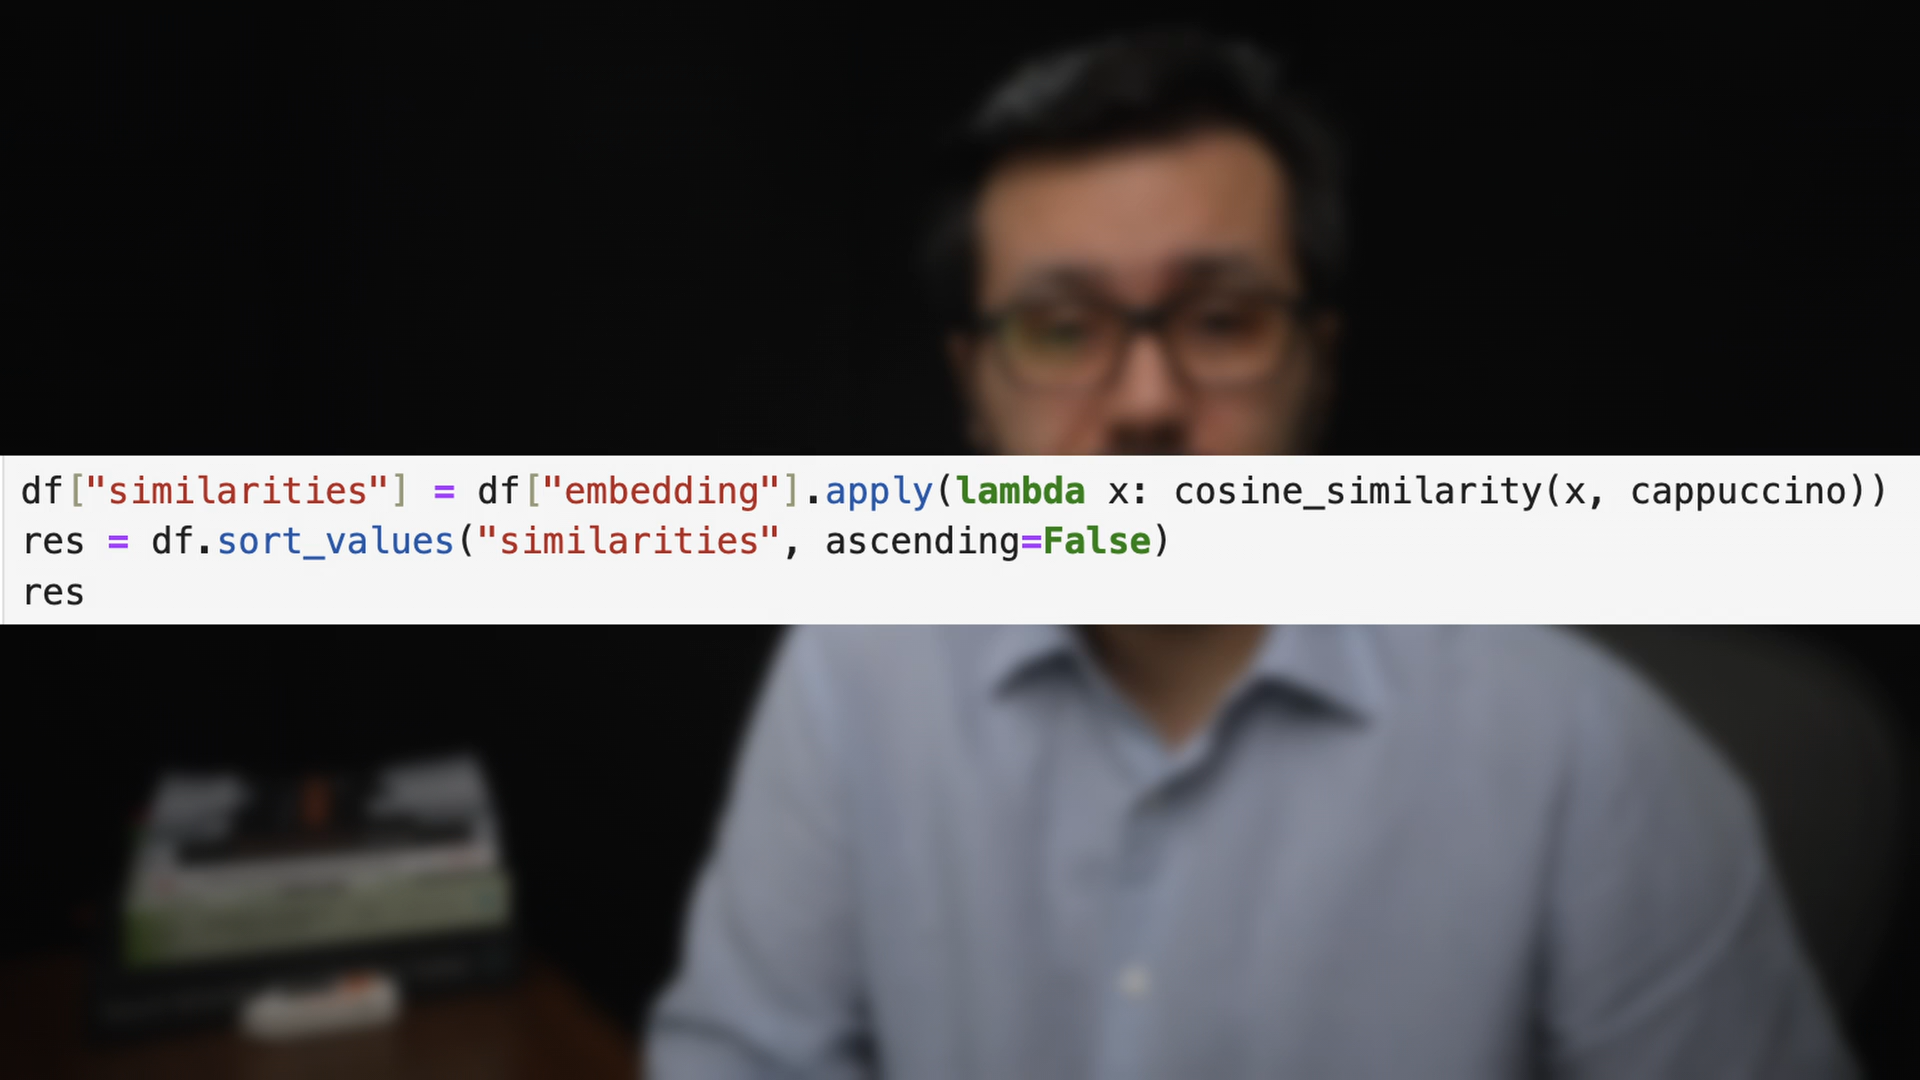 df["similarities"] = df["embedding"].apply(lambda x: cosine_similarity(x, cappuccino))
res = df.sort_values("similarities", ascending=False)
res